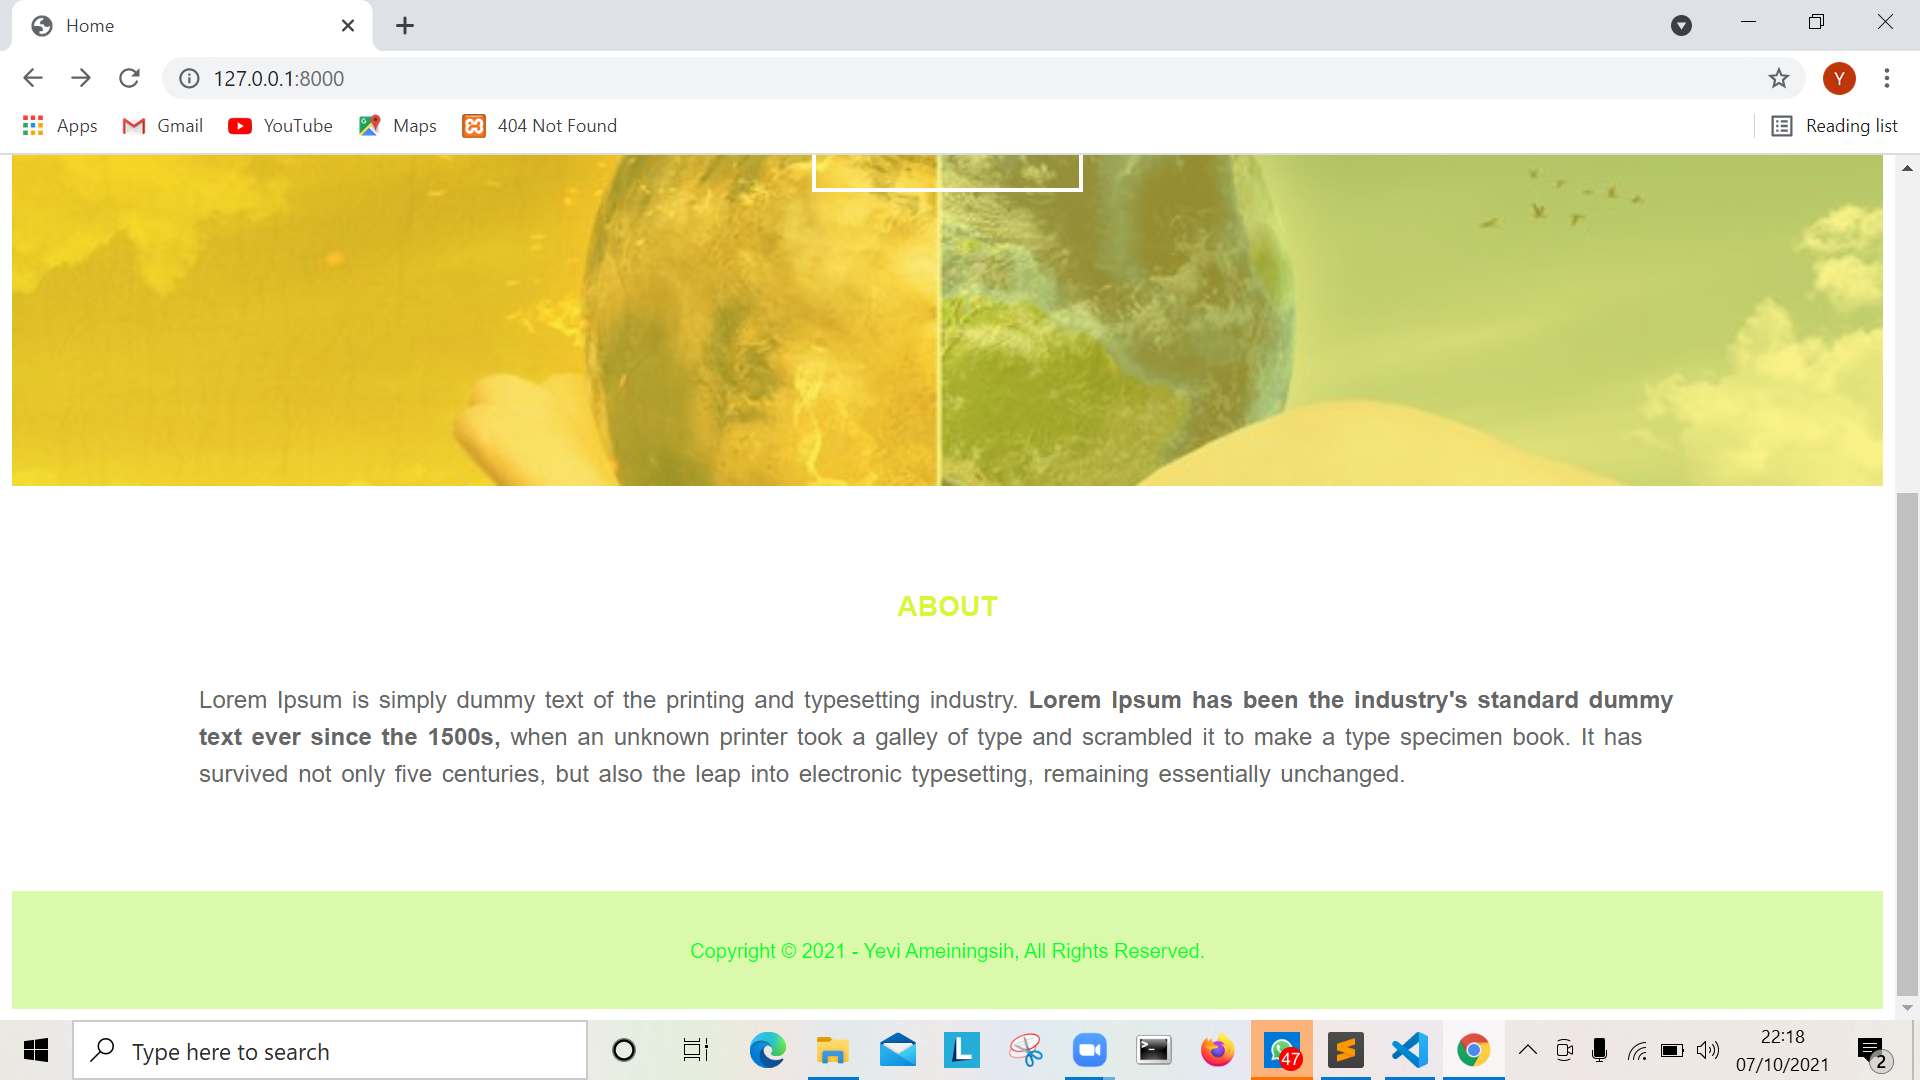 Home
127.0.0.1:8000
Y
Apps
Gmail
YouTube
Maps
404 Not Found
Reading list
ABOUT
Lorem Ipsum is simply dummy text of the printing and typesetting industry. Lorem Ipsum has been the industry's standard dummy
text ever since the 1500s, when an unknown printer took a galley of type and scrambled it to make a type specimen book. It has
survived not only five centuries, but also the leap into electronic typesetting, remaining essentially unchanged.
Copyright © 2021 - Yevi Ameiningsih, All Rights Reserved.
Type here to search
L
47
22:18
07/10/2021
2